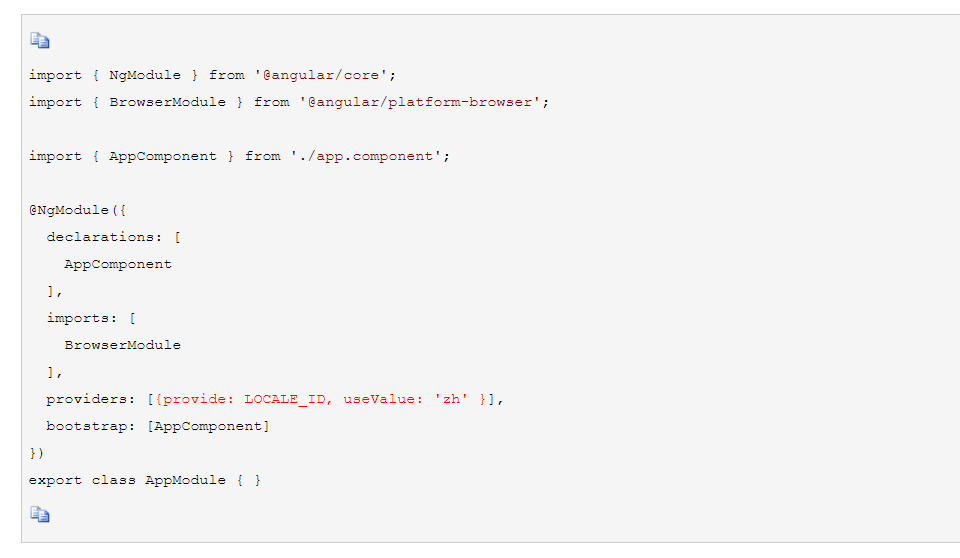 import { NgModule } from '@angular/core';
import { BrowserModule } from '@angular/platform-browser';
import { AppComponent } from './app.component';
@NgModule({
  declarations: [
    AppComponent
  ],
  imports: [
    BrowserModule
  ],
  providers: [{provide: LOCALE_ID, useValue: 'zh' }],
  bootstrap: [AppComponent]
})
export class AppModule { }